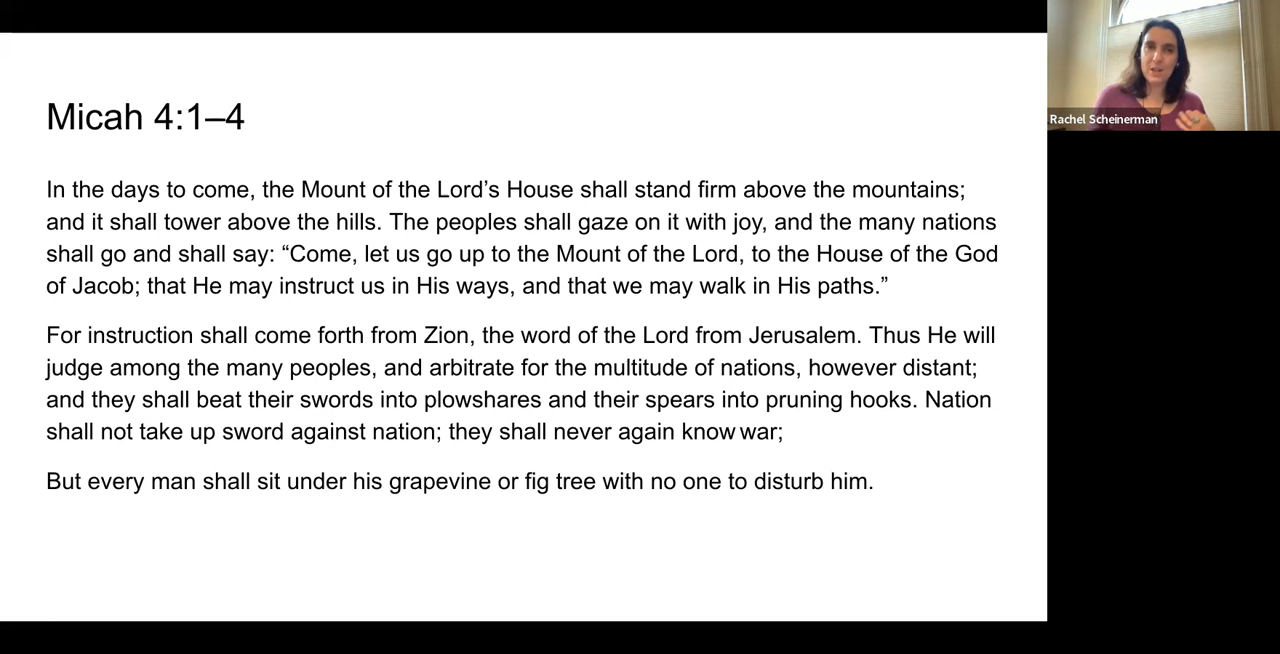 Micah 4:1–4
In the days to come, the Mount of the Lord’s House shall stand firm above the mountains;
and it shall tower above the hills. The peoples shall gaze on it with joy, and the many nations
shall go and shall say: “Come, let us go up to the Mount of the Lord, to the House of the God
of Jacob; that He may instruct us in His ways, and that we may walk in His paths.”
For instruction shall come forth from Zion, the word of the Lord from Jerusalem. Thus He will
judge among the many peoples, and arbitrate for the multitude of nations, however distant;
and they shall beat their swords into plowshares and their spears into pruning hooks. Nation
shall not take up sword against nation; they shall never again know war;
But every man shall sit under his grapevine or fig tree with no one to disturb him.
Rachel Scheinerman